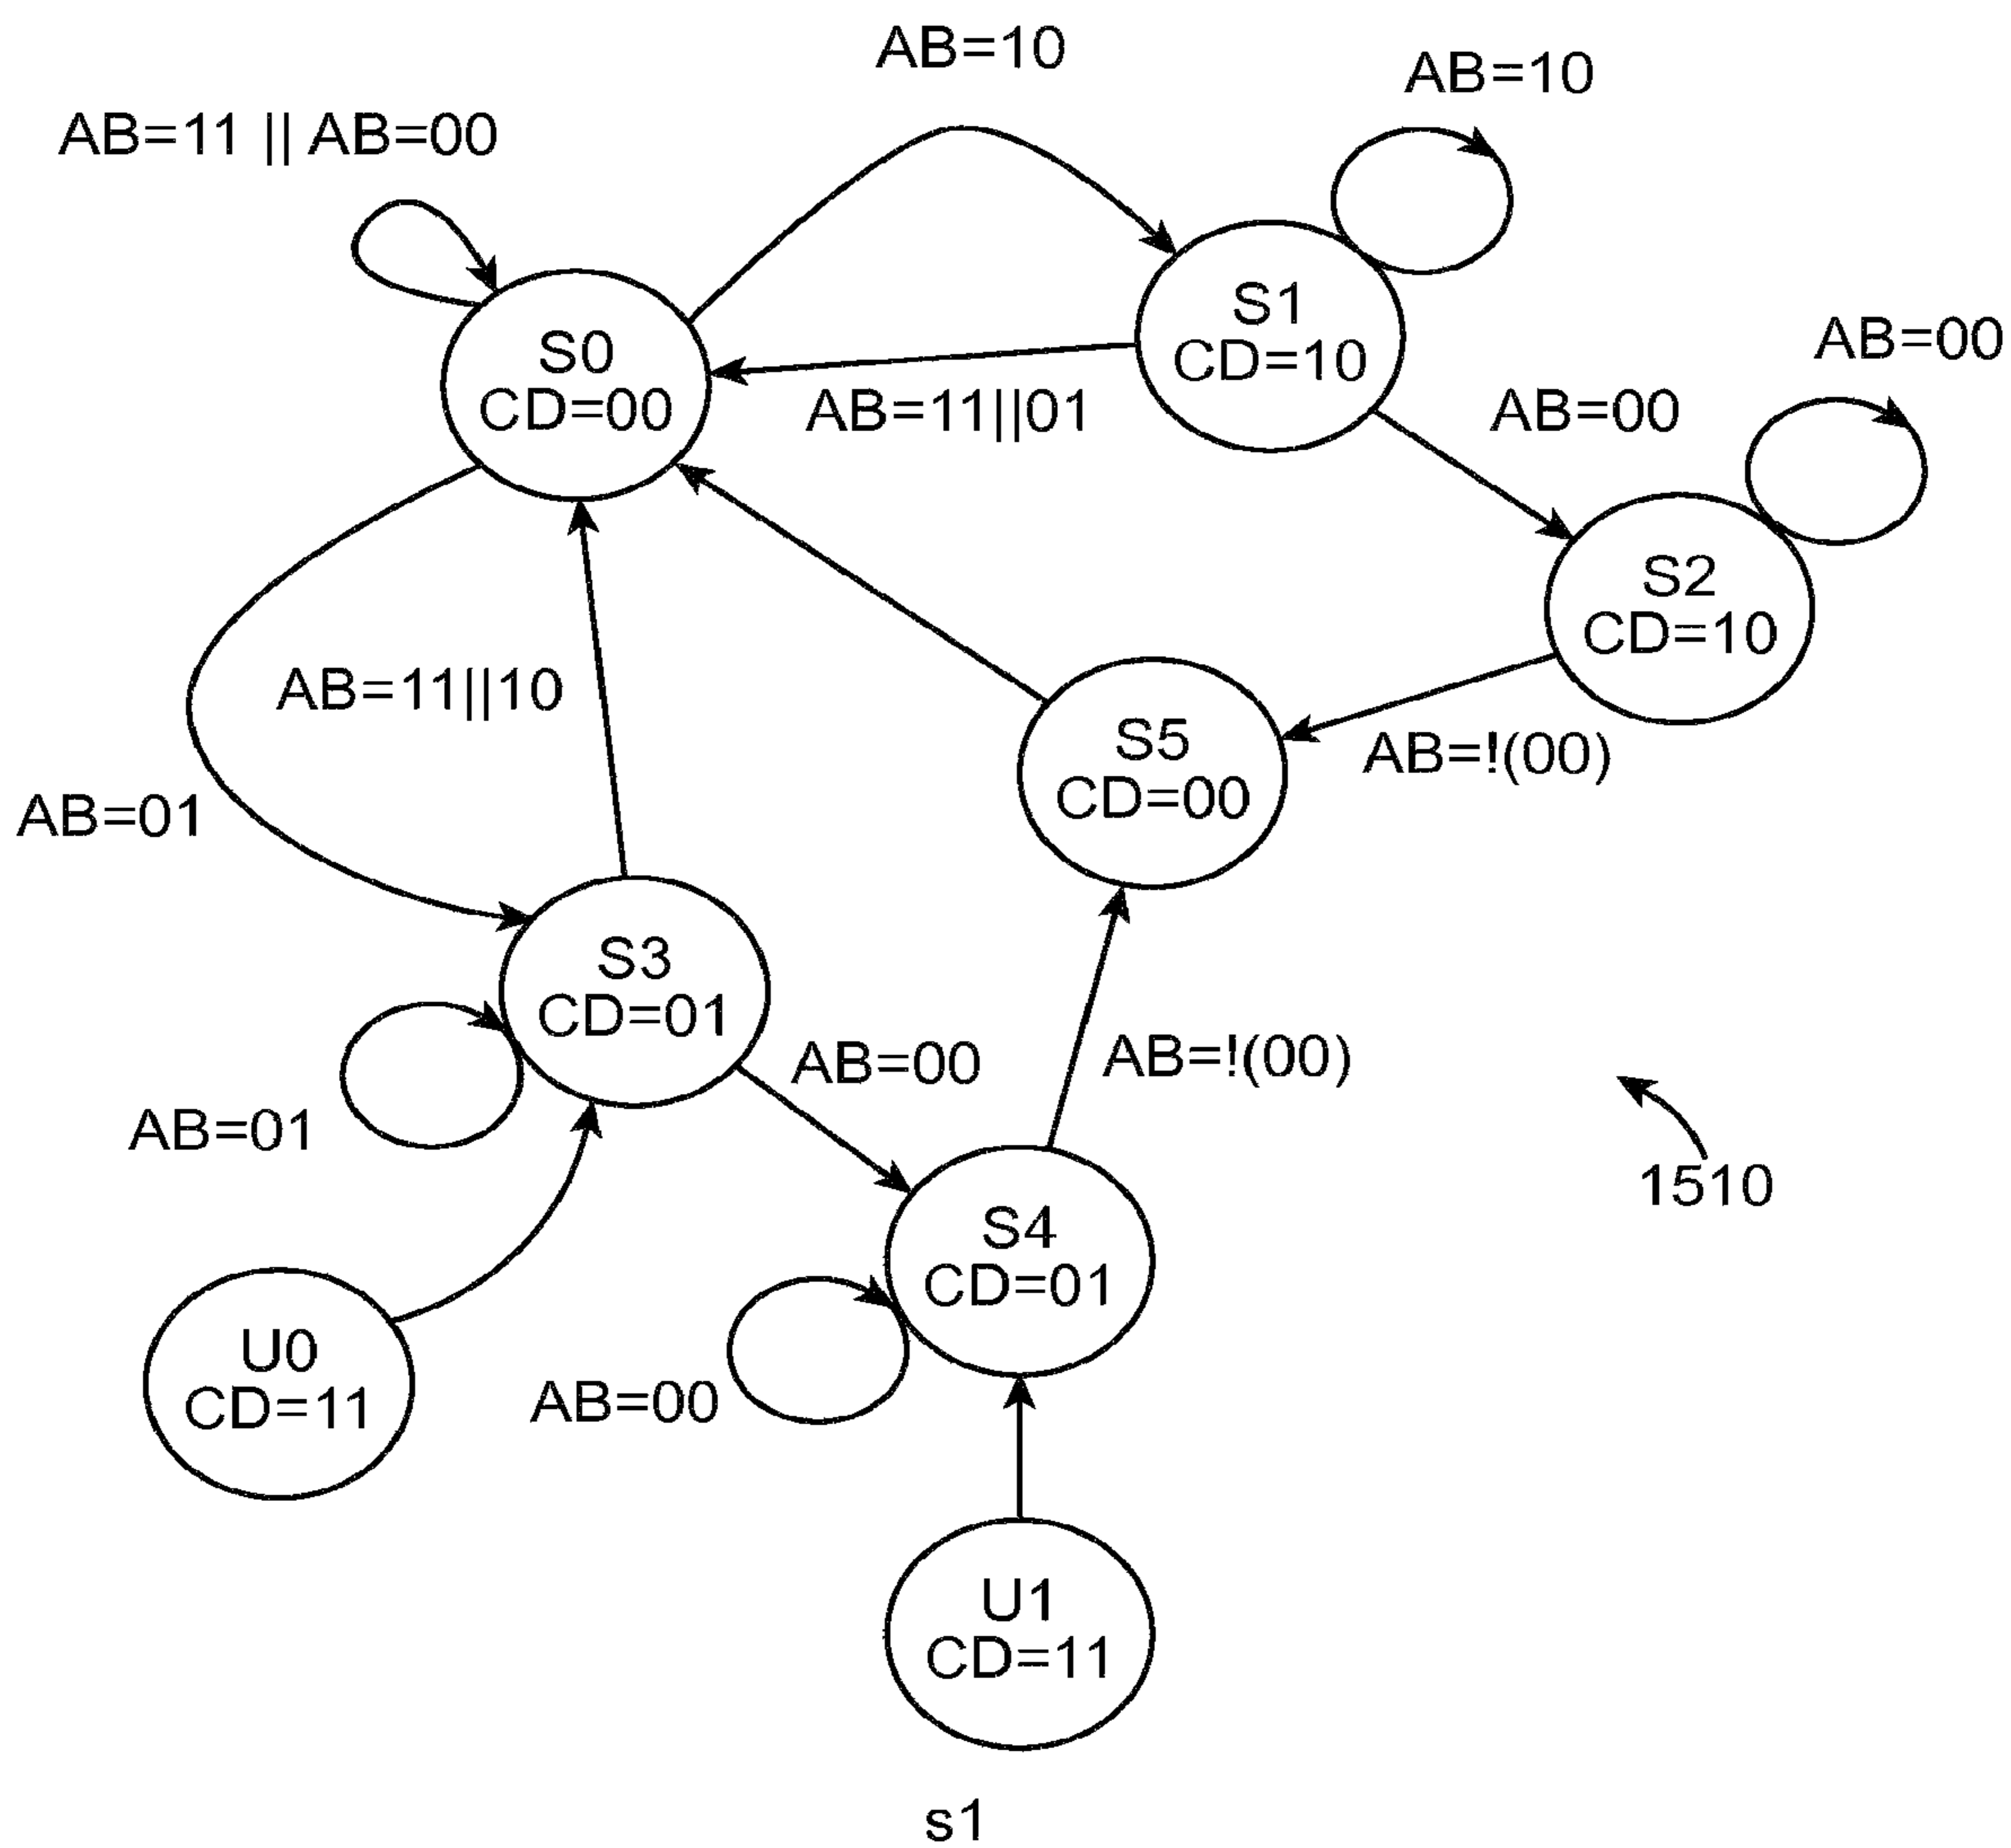 AB=10
AB=10
AB=11 || AB=00
S1
CD=10
S0
CD=00
AB=00
AB=11||01
AB=00
S2
CD=10
AB=11||10
S5
CD=00
AB=!(00)
AB=01
S3
CD=01
AB=00
AB=!(00)
AB=01
1510
S4
CD=01
U0
CD=11
AB=00
U1
CD=11
s1